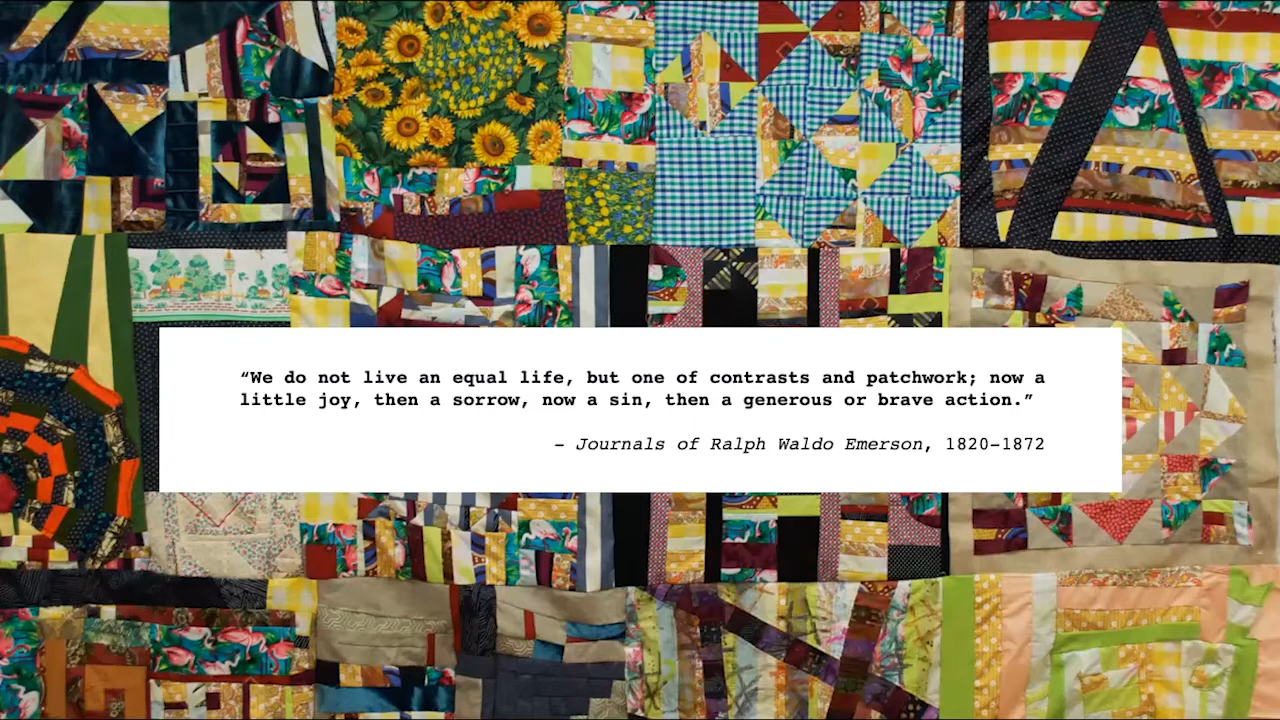 “We do not live an equal life, but one of contrasts and patchwork; now a
little joy, then a sorrow, now a sin, then a generous or brave action.”
– Journals of Ralph Waldo Emerson, 1820–1872